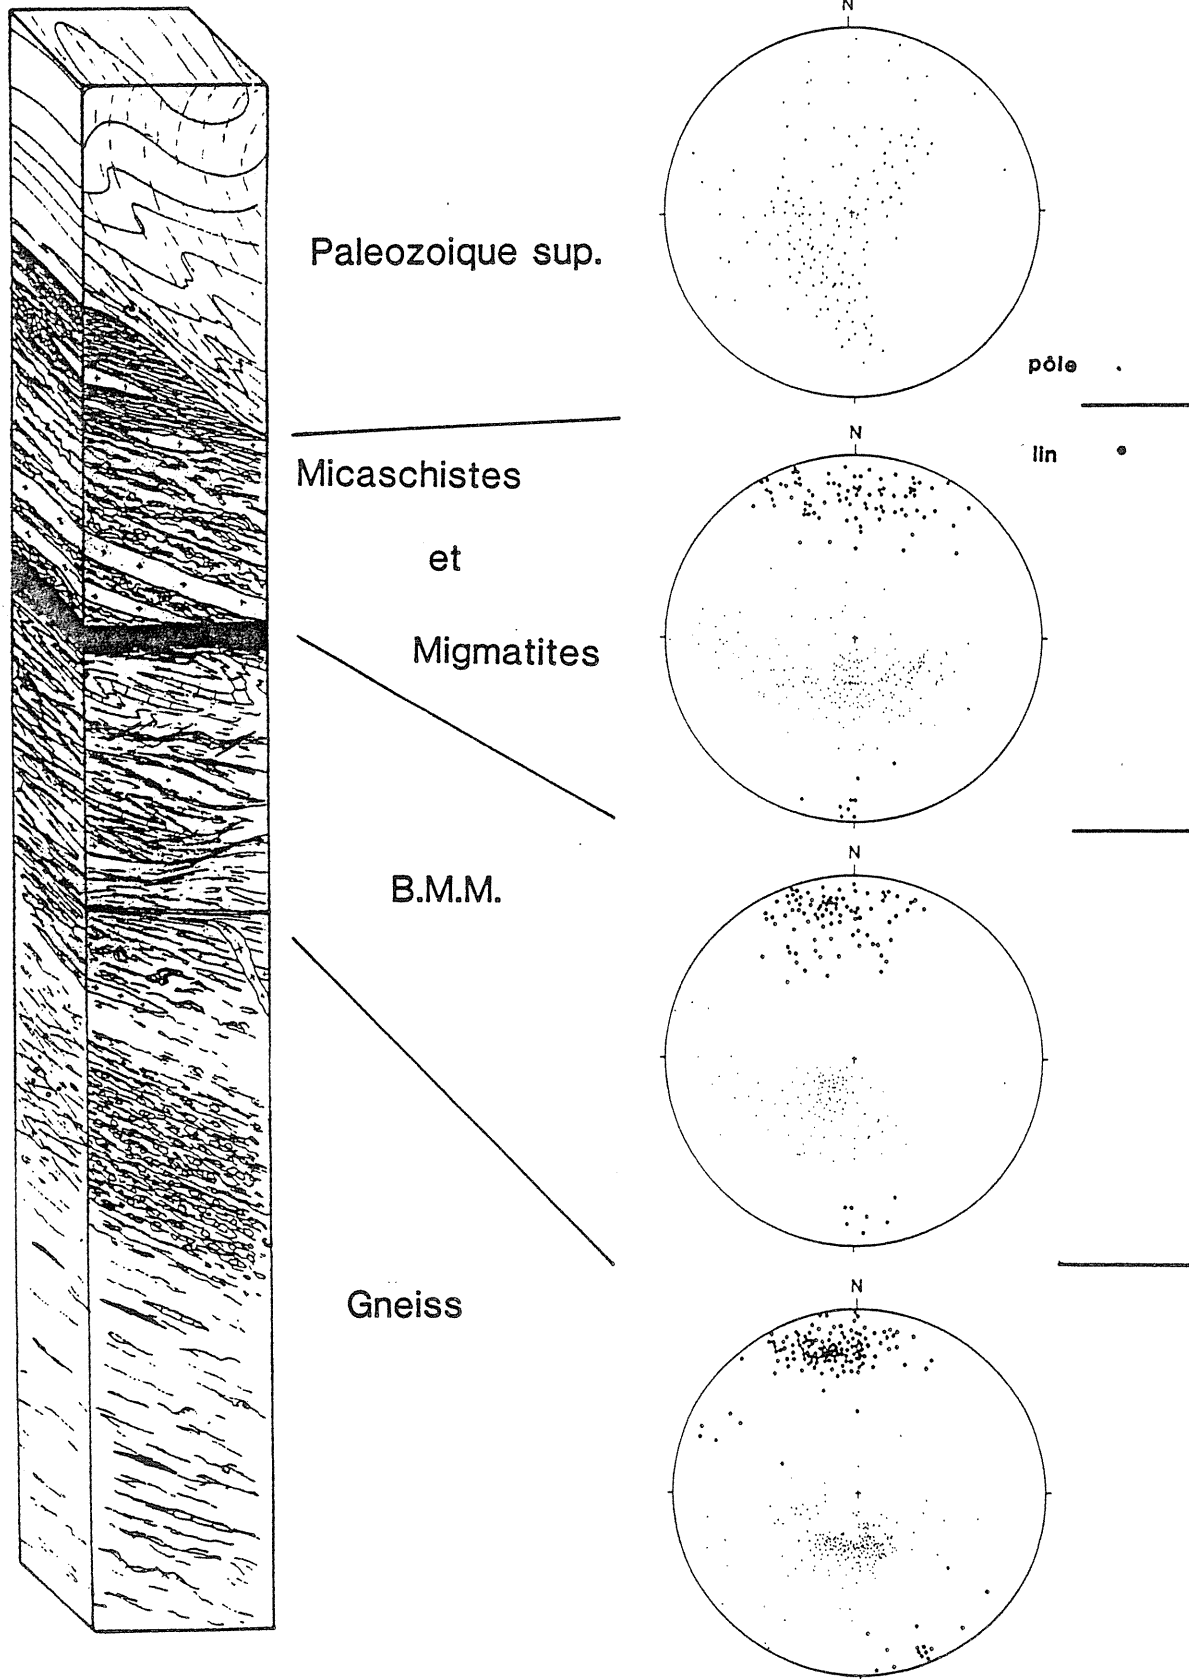 N
Paleozoique sup.
pôle
N
lin
Micaschistes
et
Migmatites
N
B.M.M.
N
Gneiss